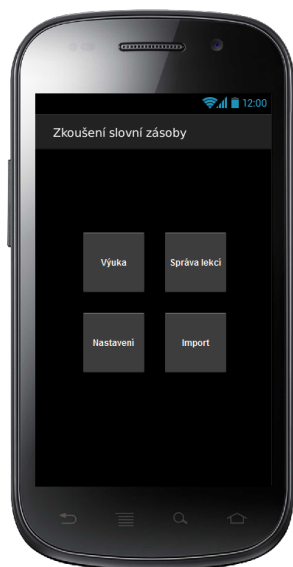 12:00
Zkoušení slovní zásoby
Výuka
Správa lekcí
Nastavení
Import